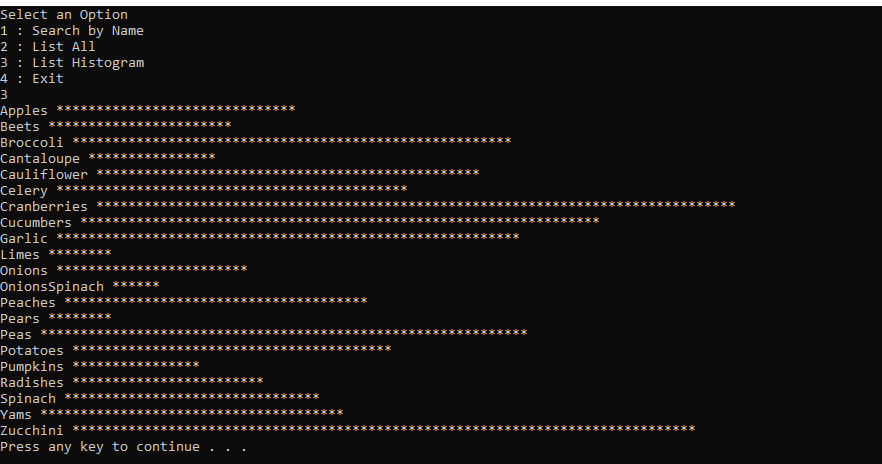 Select an Option
1 : Search by Name
2 : List All
3 : List Histogram
4 : Exit
3
Apples ******************************
Beets ***********************
Broccoli *******************************************************
Cantaloupe ****************
Cauliflower ************************************************
Celery ********************************************
Cranberries ********************************************************************************
Cucumbers *****************************************************************
Garlic **********************************************************
Limes ********
Onions ************************
OnionsSpinach ******
Peaches **************************************
Pears ********
Peas *************************************************************
Potatoes ****************************************
Pumpkins ****************
Radishes ************************
Spinach ********************************
Yams **************************************
Zucchini ******************************************************************************
Press any key to continue . . .